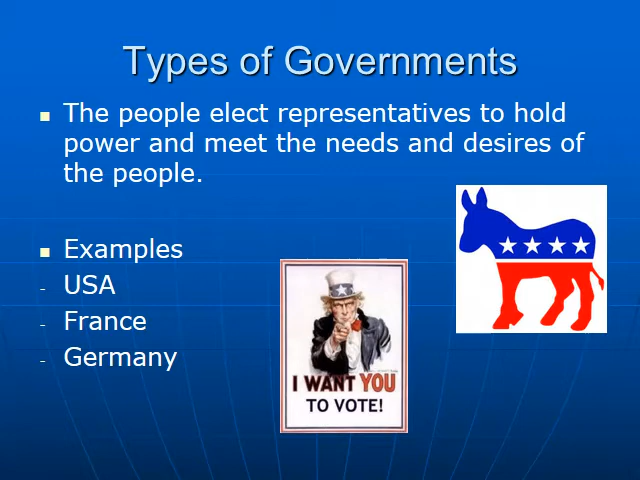 Types of Governments
The people elect representatives to hold
power and meet the needs and desires of
the people.
Examples
- USA
- France
- Germany
I WANT YOU
TO VOTE!